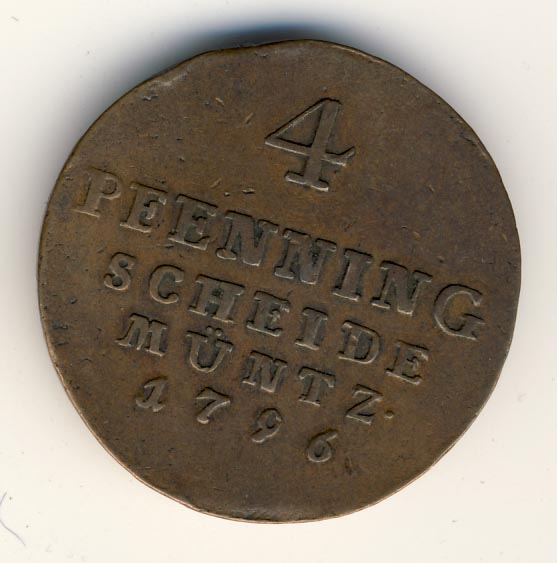 4
PFENNING
SCHEIDE
MÜNTZ.
1796